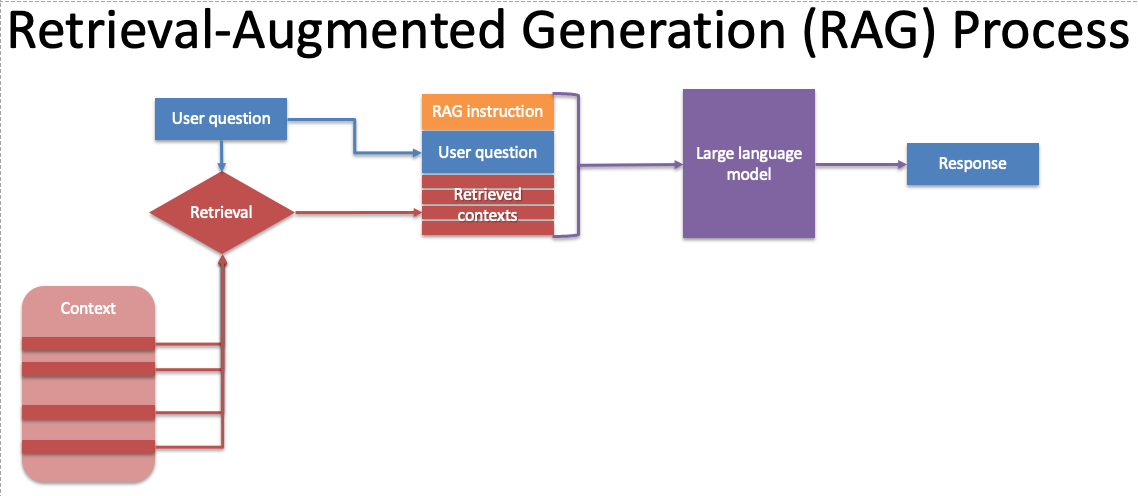 Retrieval-Augmented Generation (RAG) Process
User question
RAG instruction
User question
Retrieved
contexts
Large language
model
Response
Retrieval
Context